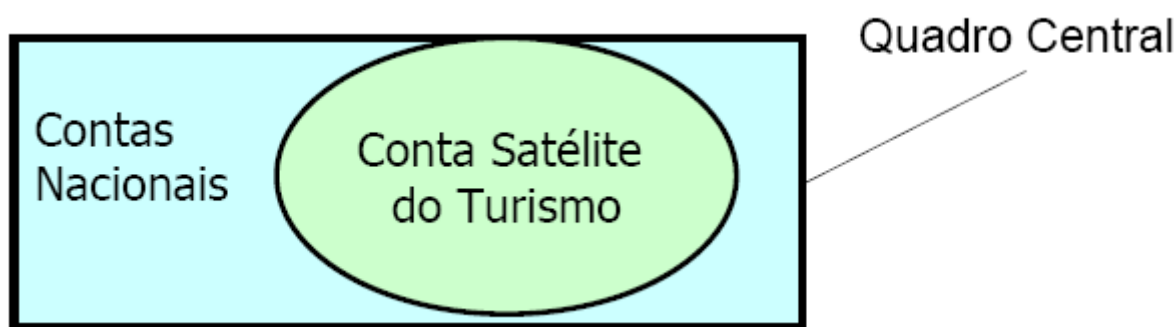 Quadro Central
Contas
Nacionais
Conta Satélite
do Turismo